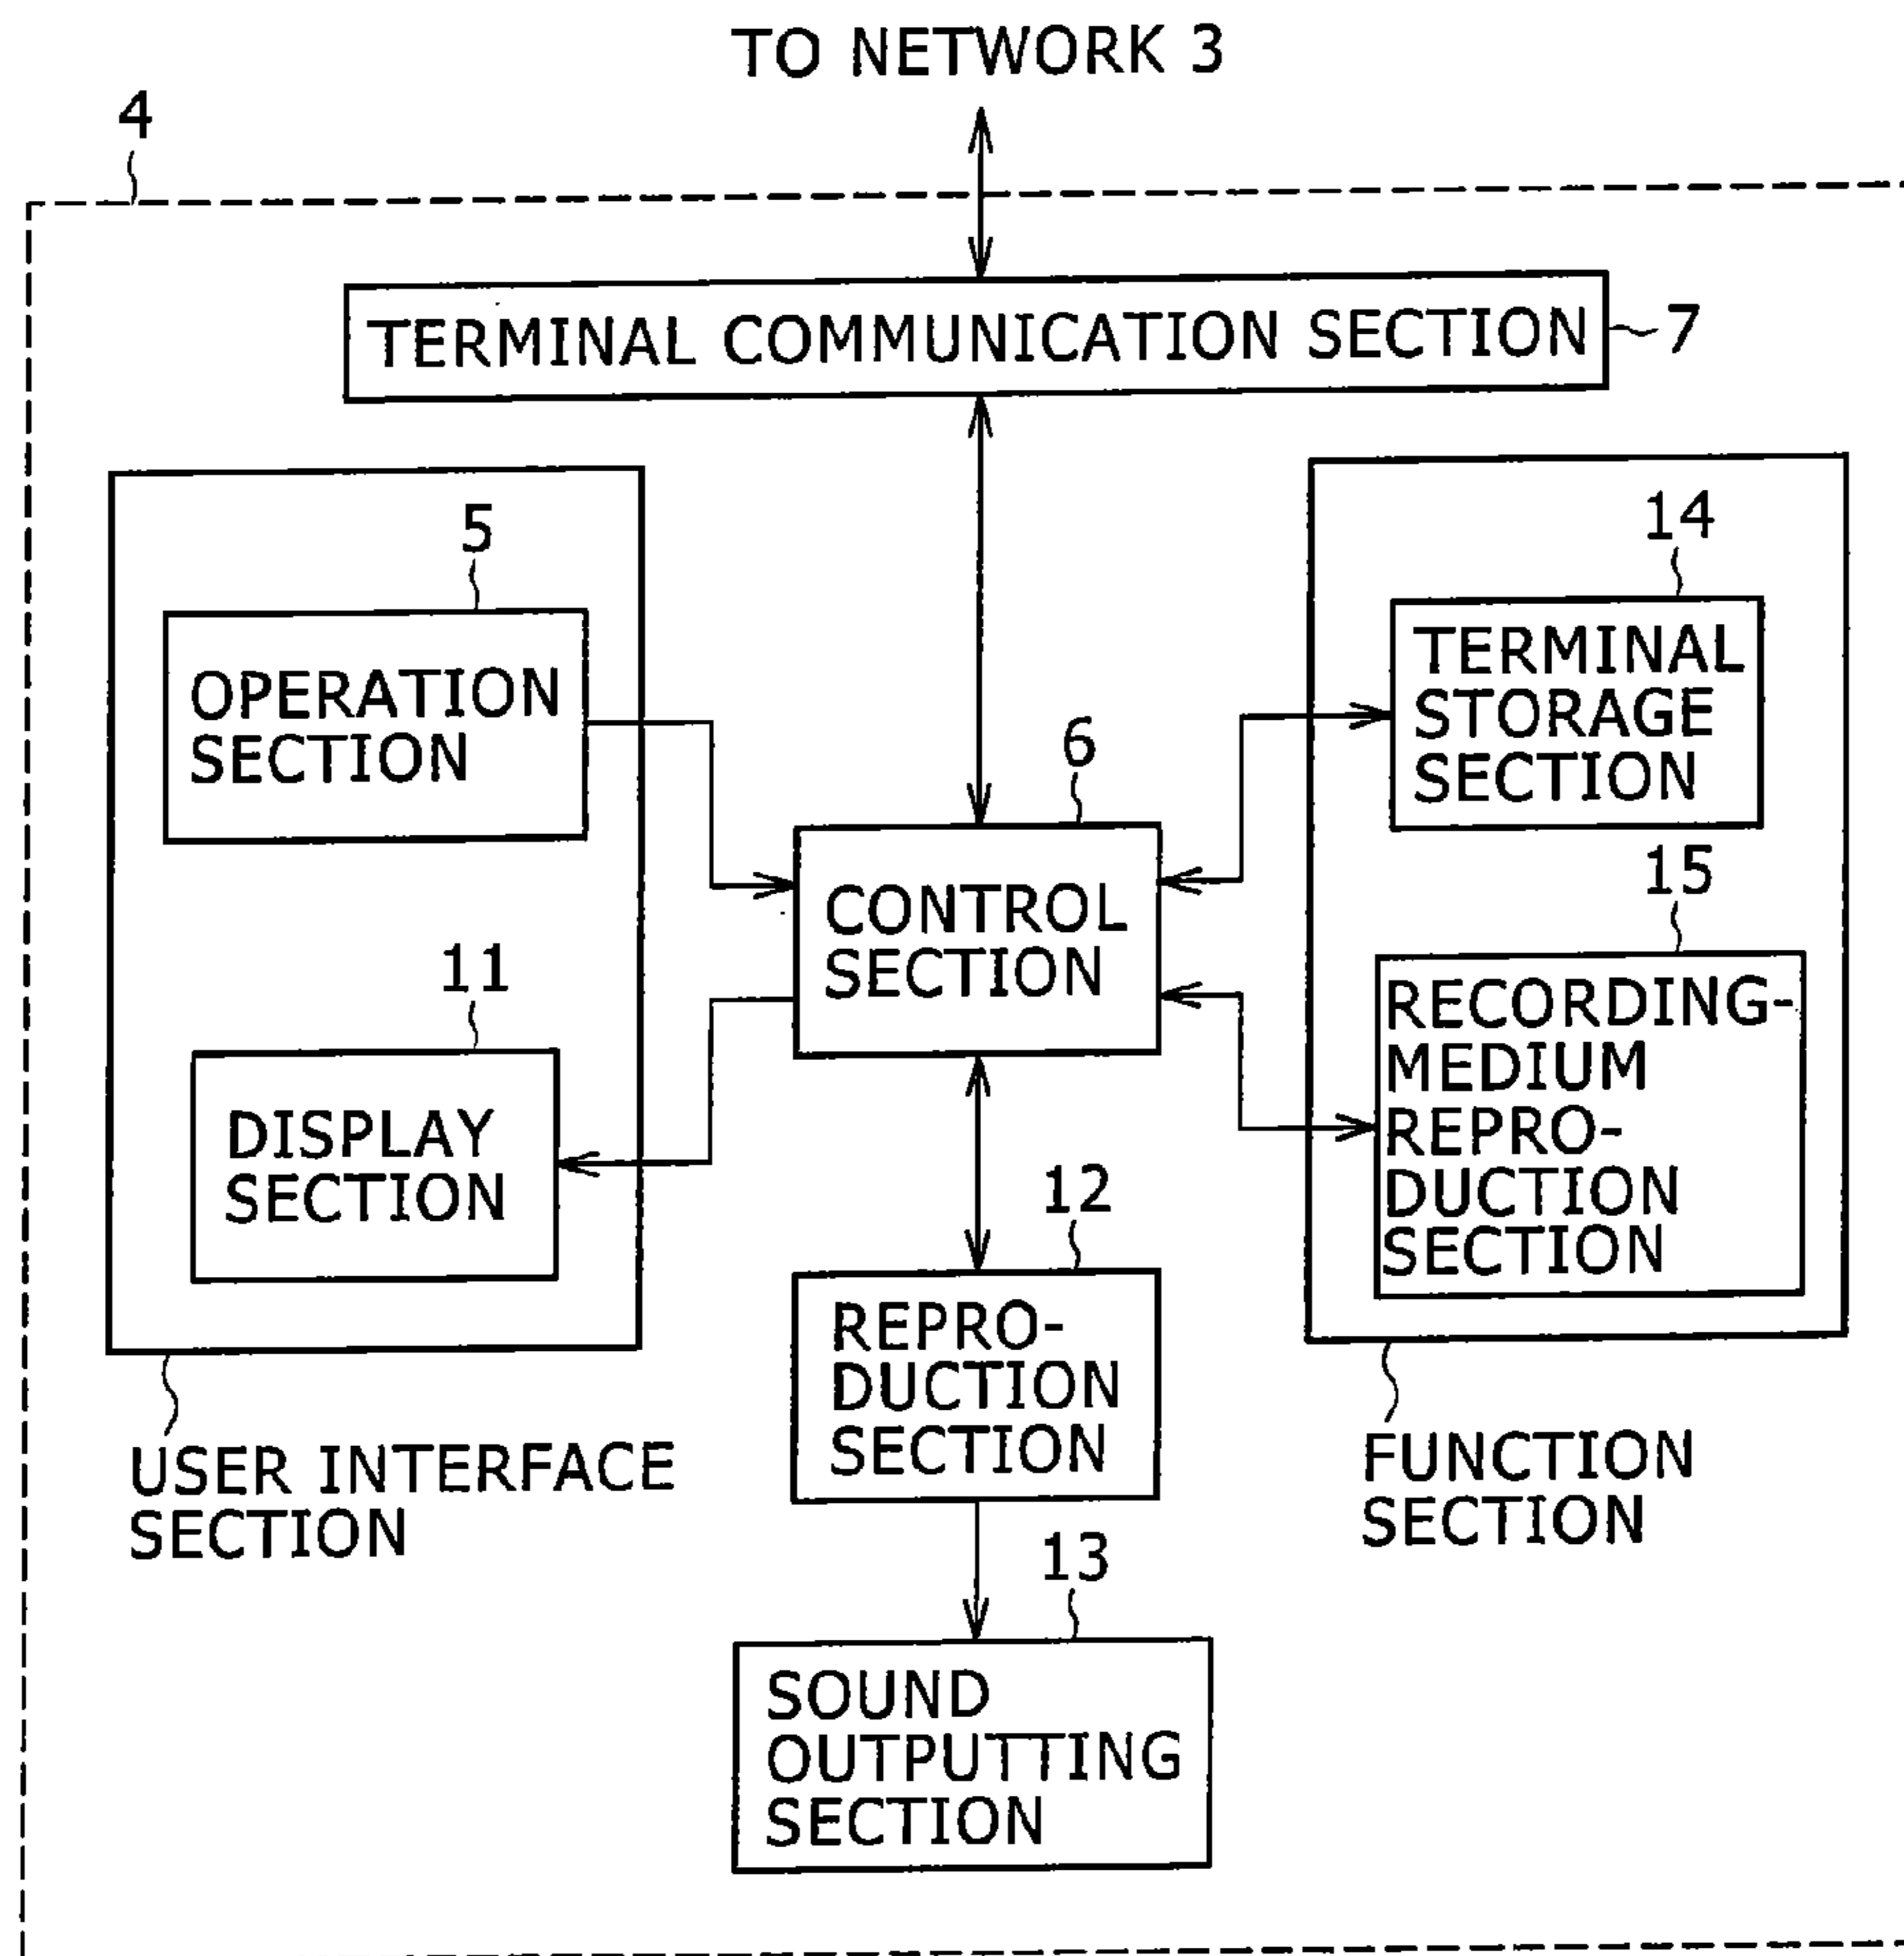 TO NETWORK 3
4
TERMINAL COMMUNICATION SECTION
7
5
OPERATION
SECTION
11
DISPLAY
SECTION
USER INTERFACE
SECTION
6
CONTROL
SECTION
12
REPRO-
DUCTION
SECTION
13
SOUND
OUTPUTTING
SECTION
14
TERMINAL
STORAGE
SECTION
15
RECORDING-
MEDIUM
REPRO-
DUCTION
SECTION
FUNCTION
SECTION